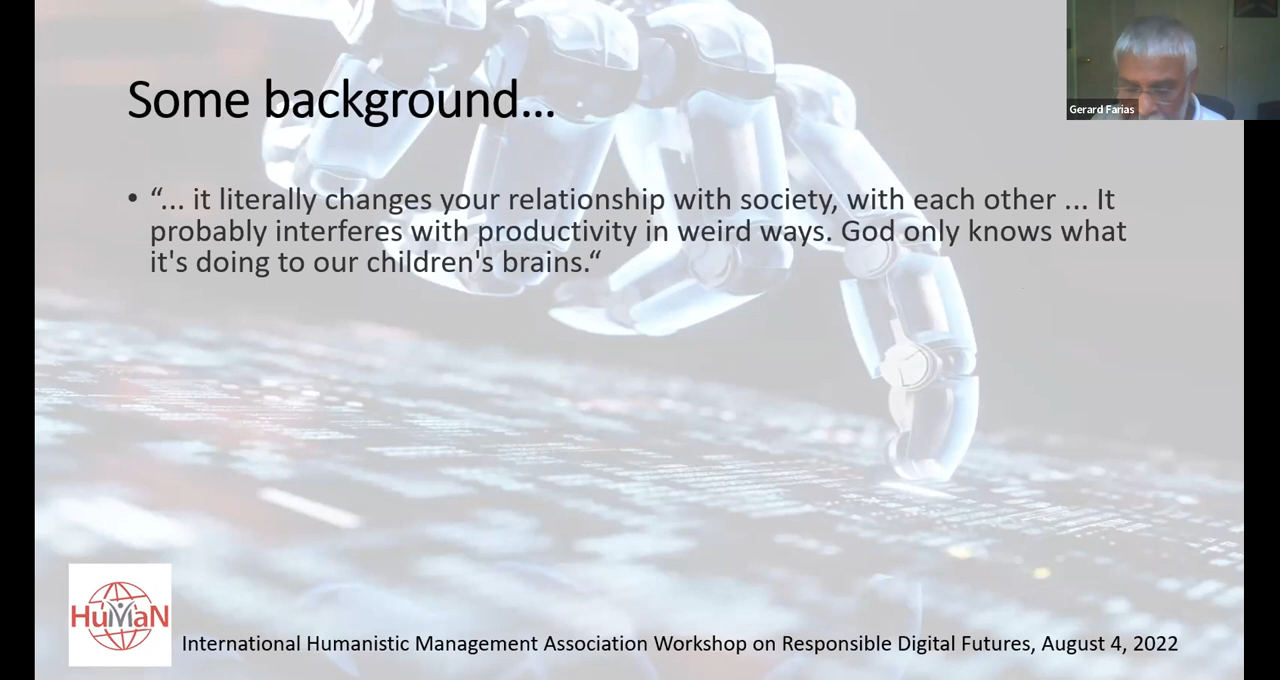 Some background...
Gerard Farias
• “... it literally changes your relationship with society, with each other ... It
probably interferes with productivity in weird ways. God only knows what
it's doing to our children's brains.“
HuMaN
International Humanistic Management Association Workshop on Responsible Digital Futures, August 4, 2022